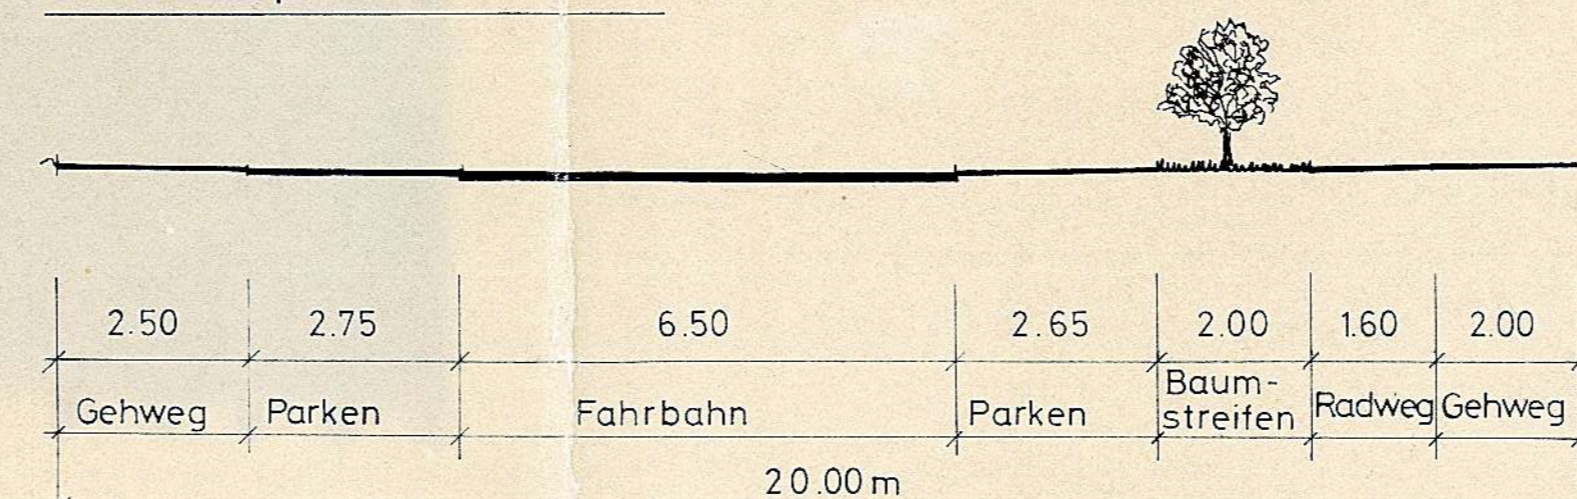 2.50 2.75 6.50 2.65 2.00 1.60 2.00
Gehweg Parken Fahrbahn Parken Baum-
streifen Radweg Gehweg
20.00 m